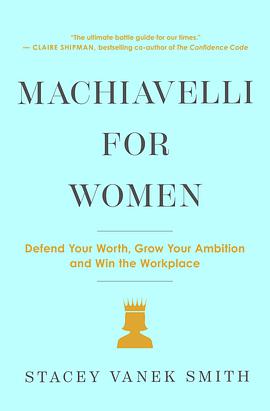 "The ultimate battle guide for our times."
— CLAIRE SHIPMAN, bestselling co-author of The Confidence Code
MACHIAVELLI
FOR
WOMEN
Defend Your Worth, Grow Your Ambition
and Win the Workplace
STACEY VANEK SMITH